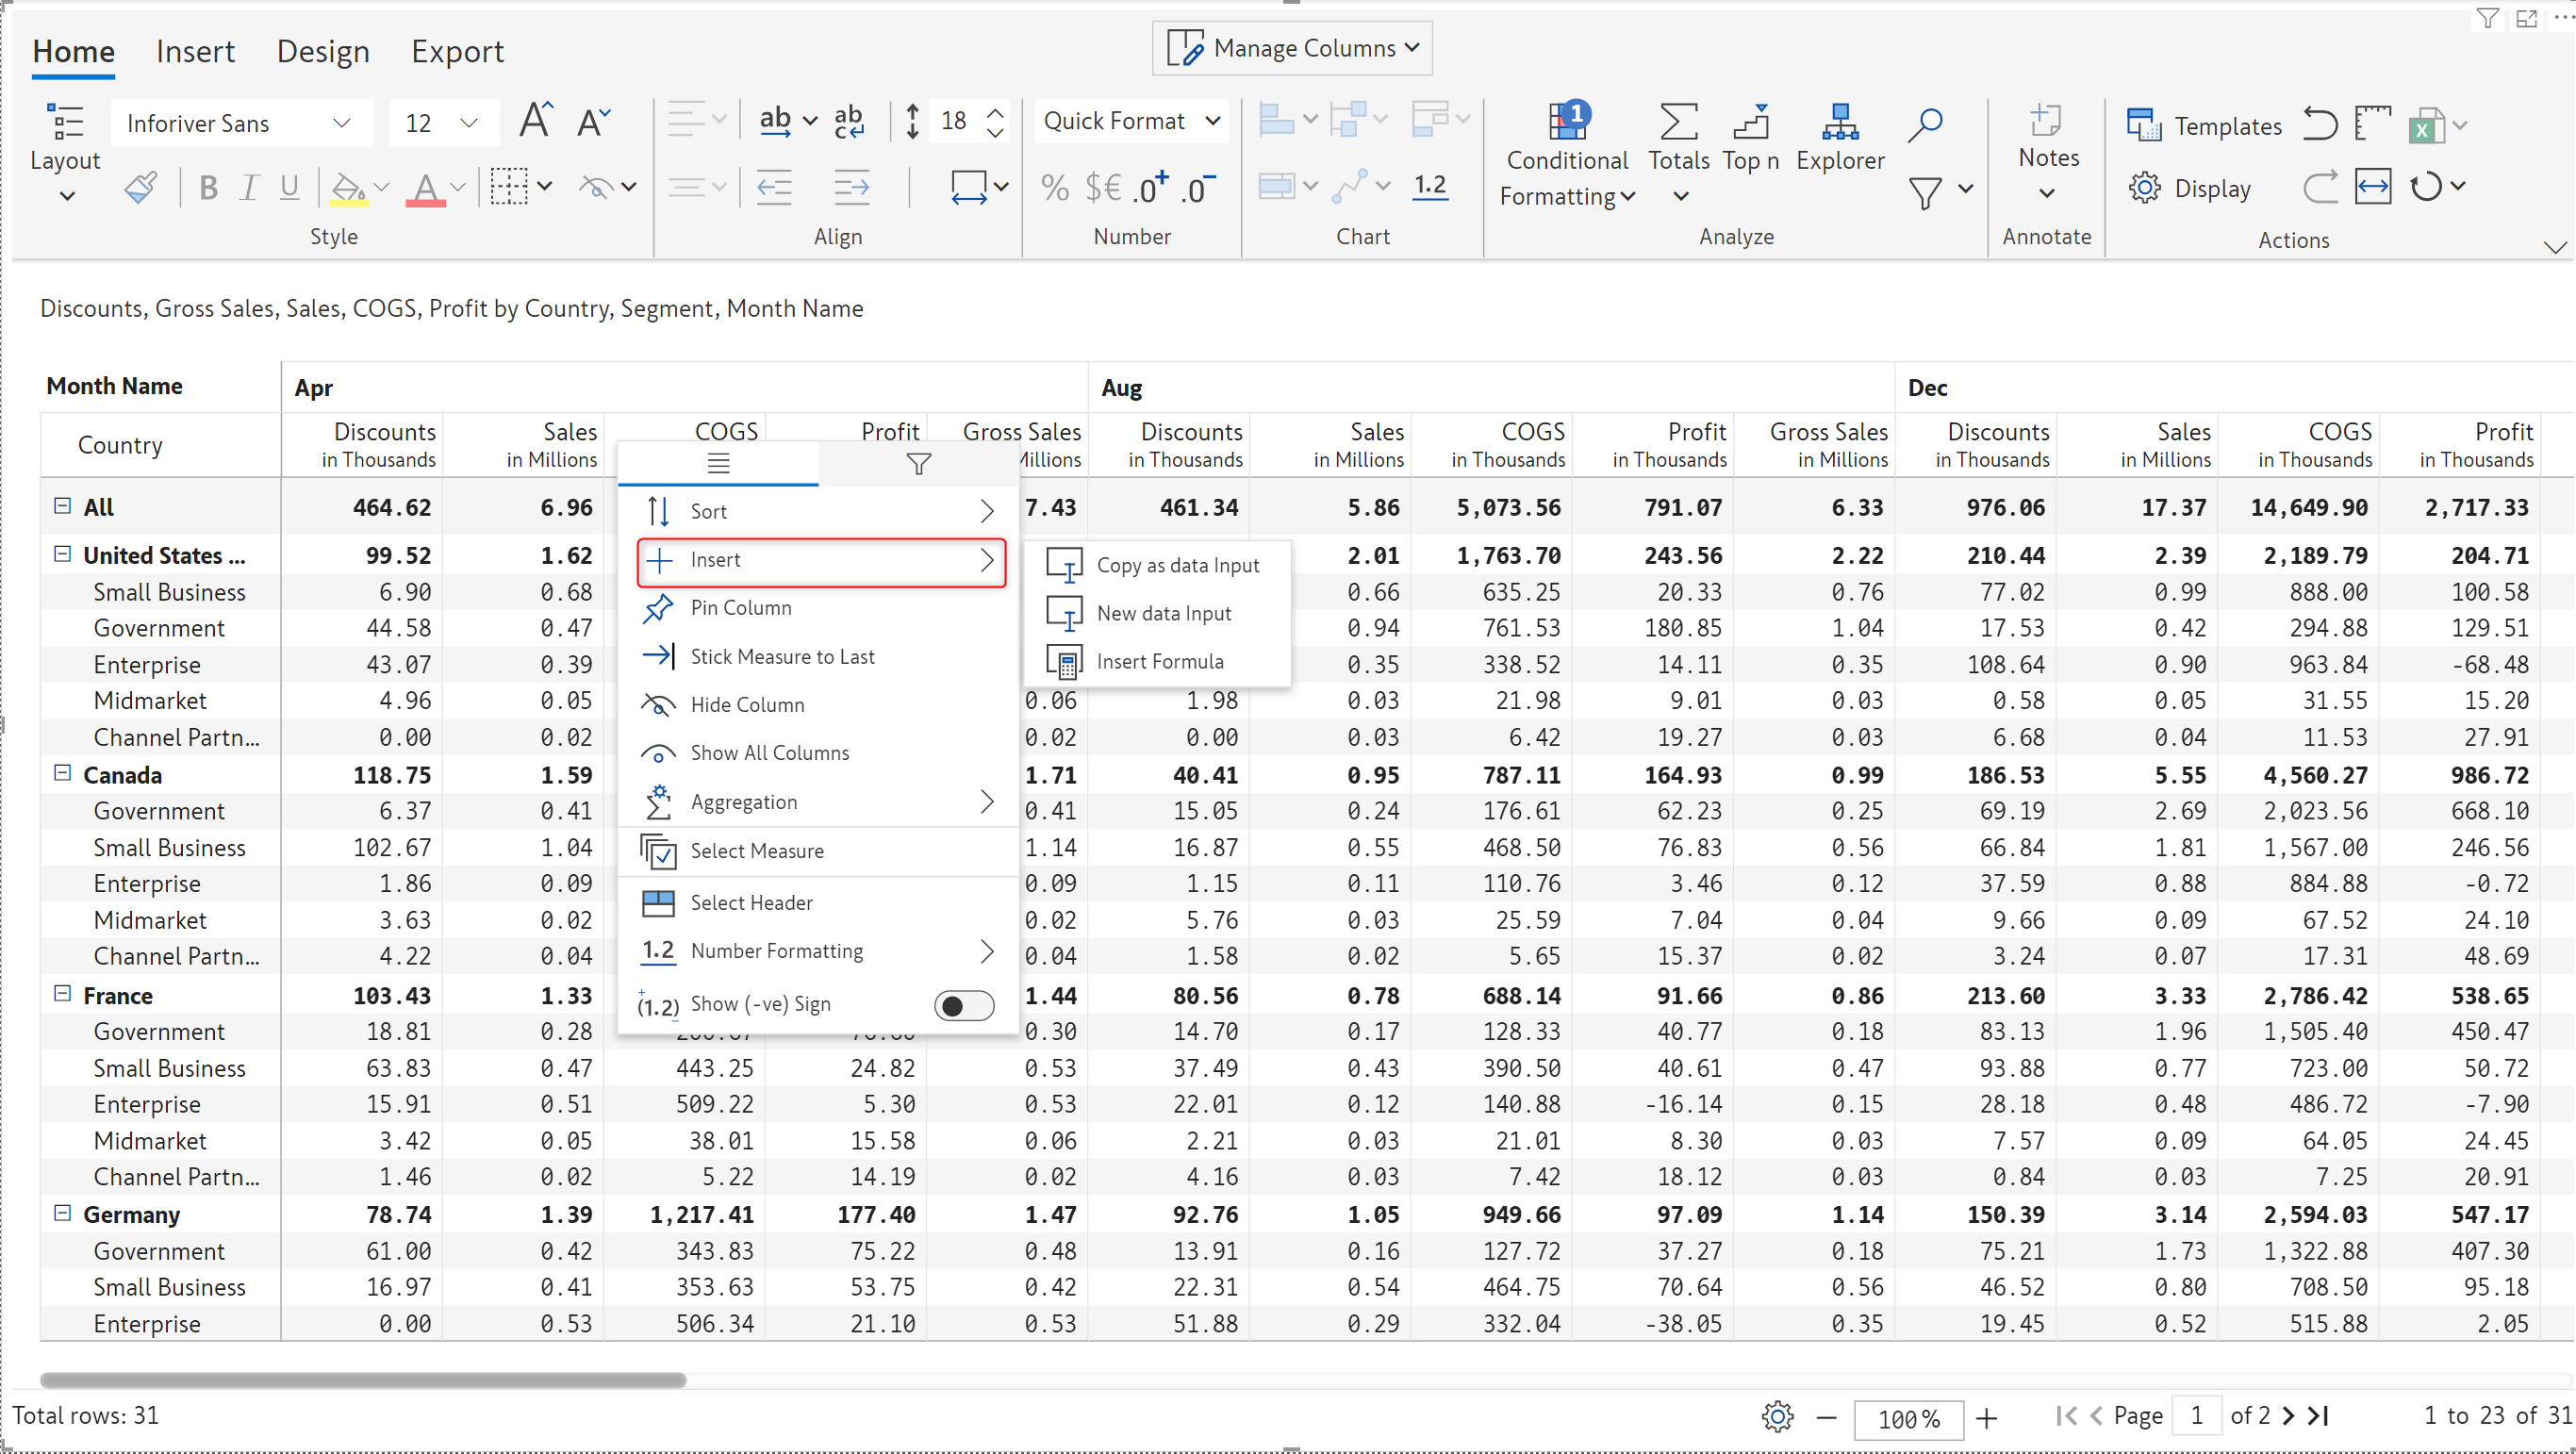 Home Insert Design Export Manage Columns
Inforiver Sans 12 18 Quick Format 1 Templates
Layout Conditional Formatting Totals Top n Explorer Notes Display
B I U A % $€ .0+ .0- 1.2
Style Align Number Chart Analyze Annotate Actions
Discounts, Gross Sales, Sales, COGS, Profit by Country, Segment, Month Name
Month Name Apr Aug Dec
Country Discounts Sales COGS Profit Gross Sales Discounts Sales COGS Profit Gross Sales Discounts Sales COGS Profit
in Thousands in Millions in Thousands in Millions in Thousands in Thousands in Millions in Thousands in Millions in Thousands in Thousands
All 464.62 6.96 7.43 461.34 5.86 5,073.56 791.07 6.33 976.06 17.37 14,649.90 2,717.33
United States ... 99.52 1.62 2.01 1,763.70 243.56 2.22 210.44 2.39 2,189.79 204.71
Small Business 6.90 0.68 0.66 635.25 20.33 0.76 77.02 0.99 888.00 100.58
Government 44.58 0.47 0.94 761.53 180.85 1.04 17.53 0.42 294.88 129.51
Enterprise 43.07 0.39 0.35 338.52 14.11 0.35 108.64 0.90 963.84 -68.48
Midmarket 4.96 0.05 0.06 1.98 0.03 21.98 9.01 0.03 0.58 0.05 31.55 15.20
Channel Partn... 0.00 0.02 0.02 0.00 0.03 6.42 19.27 0.03 6.68 0.04 11.53 27.91
Canada 118.75 1.59 1.71 40.41 0.95 787.11 164.93 0.99 186.53 5.55 4,560.27 986.72
Government 6.37 0.41 0.41 15.05 0.24 176.61 62.23 0.25 69.19 2.69 2,023.56 668.10
Small Business 102.67 1.04 1.14 16.87 0.55 468.50 76.83 0.56 66.84 1.81 1,567.00 246.56
Enterprise 1.86 0.09 0.09 1.15 0.11 110.76 3.46 0.12 37.59 0.88 884.88 -0.72
Midmarket 3.63 0.02 0.02 5.76 0.03 25.59 7.04 0.04 9.66 0.09 67.52 24.10
Channel Partn... 4.22 0.04 0.04 1.58 0.02 5.65 15.37 0.02 3.24 0.07 17.31 48.69
France 103.43 1.33 1.44 80.56 0.78 688.14 91.66 0.86 213.60 3.33 2,786.42 538.65
Government 18.81 0.28 0.30 14.70 0.17 128.33 40.77 0.18 83.13 1.96 1,505.40 450.47
Small Business 63.83 0.47 443.25 24.82 0.53 37.49 0.43 390.50 40.61 0.47 93.88 0.77 723.00 50.72
Enterprise 15.91 0.51 509.22 5.30 0.53 22.01 0.12 140.88 -16.14 0.15 28.18 0.48 486.72 -7.90
Midmarket 3.42 0.05 38.01 15.58 0.06 2.21 0.03 21.01 8.30 0.03 7.57 0.09 64.05 24.45
Channel Partn... 1.46 0.02 5.22 14.19 0.02 4.16 0.03 7.42 18.12 0.03 0.84 0.03 7.25 20.91
Germany 78.74 1.39 1,217.41 177.40 1.47 92.76 1.05 949.66 97.09 1.14 150.39 3.14 2,594.03 547.17
Government 61.00 0.42 343.83 75.22 0.48 13.91 0.16 127.72 37.27 0.18 75.21 1.73 1,322.88 407.30
Small Business 16.97 0.41 353.63 53.75 0.42 22.31 0.54 464.75 70.64 0.56 46.52 0.80 708.50 95.18
Enterprise 0.00 0.53 506.34 21.10 0.53 51.88 0.29 332.04 -38.05 0.35 19.45 0.52 515.88 2.05
Sort
Insert
Pin Column
Stick Measure to Last
Hide Column
Show All Columns
Aggregation
Select Measure
Select Header
1.2 Number Formatting
(1.2) Show (-ve) Sign
Copy as data Input
New data Input
Insert Formula
Total rows: 31 100% Page 1 of 2 1 to 23 of 31